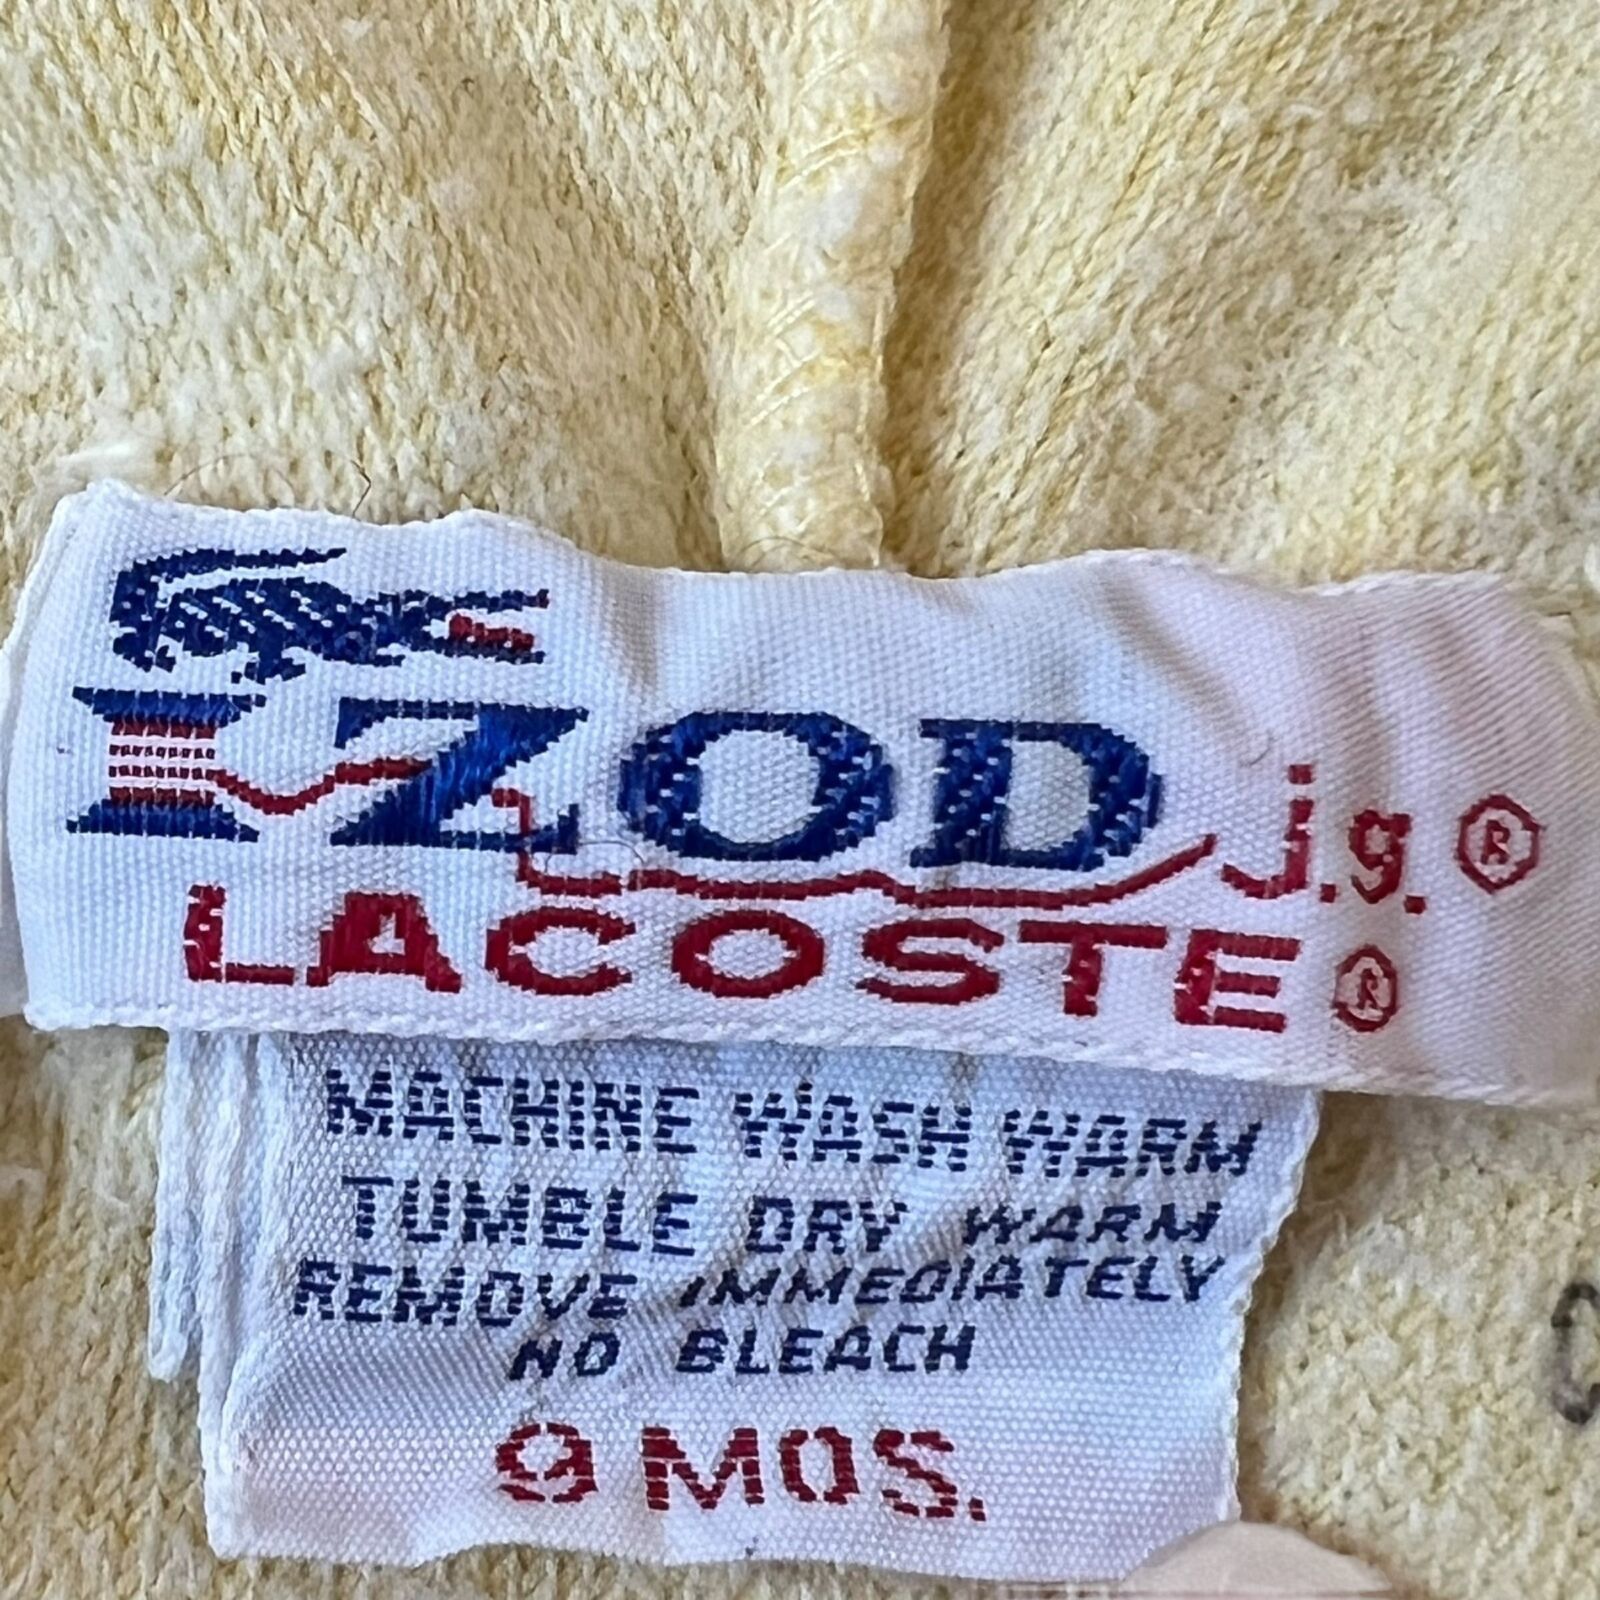 IZOD j.g.®
LACOSTE®
MACHINE WASH WARM
TUMBLE DRY WARM
REMOVE IMMEDIATELY
NO BLEACH
9 MOS.